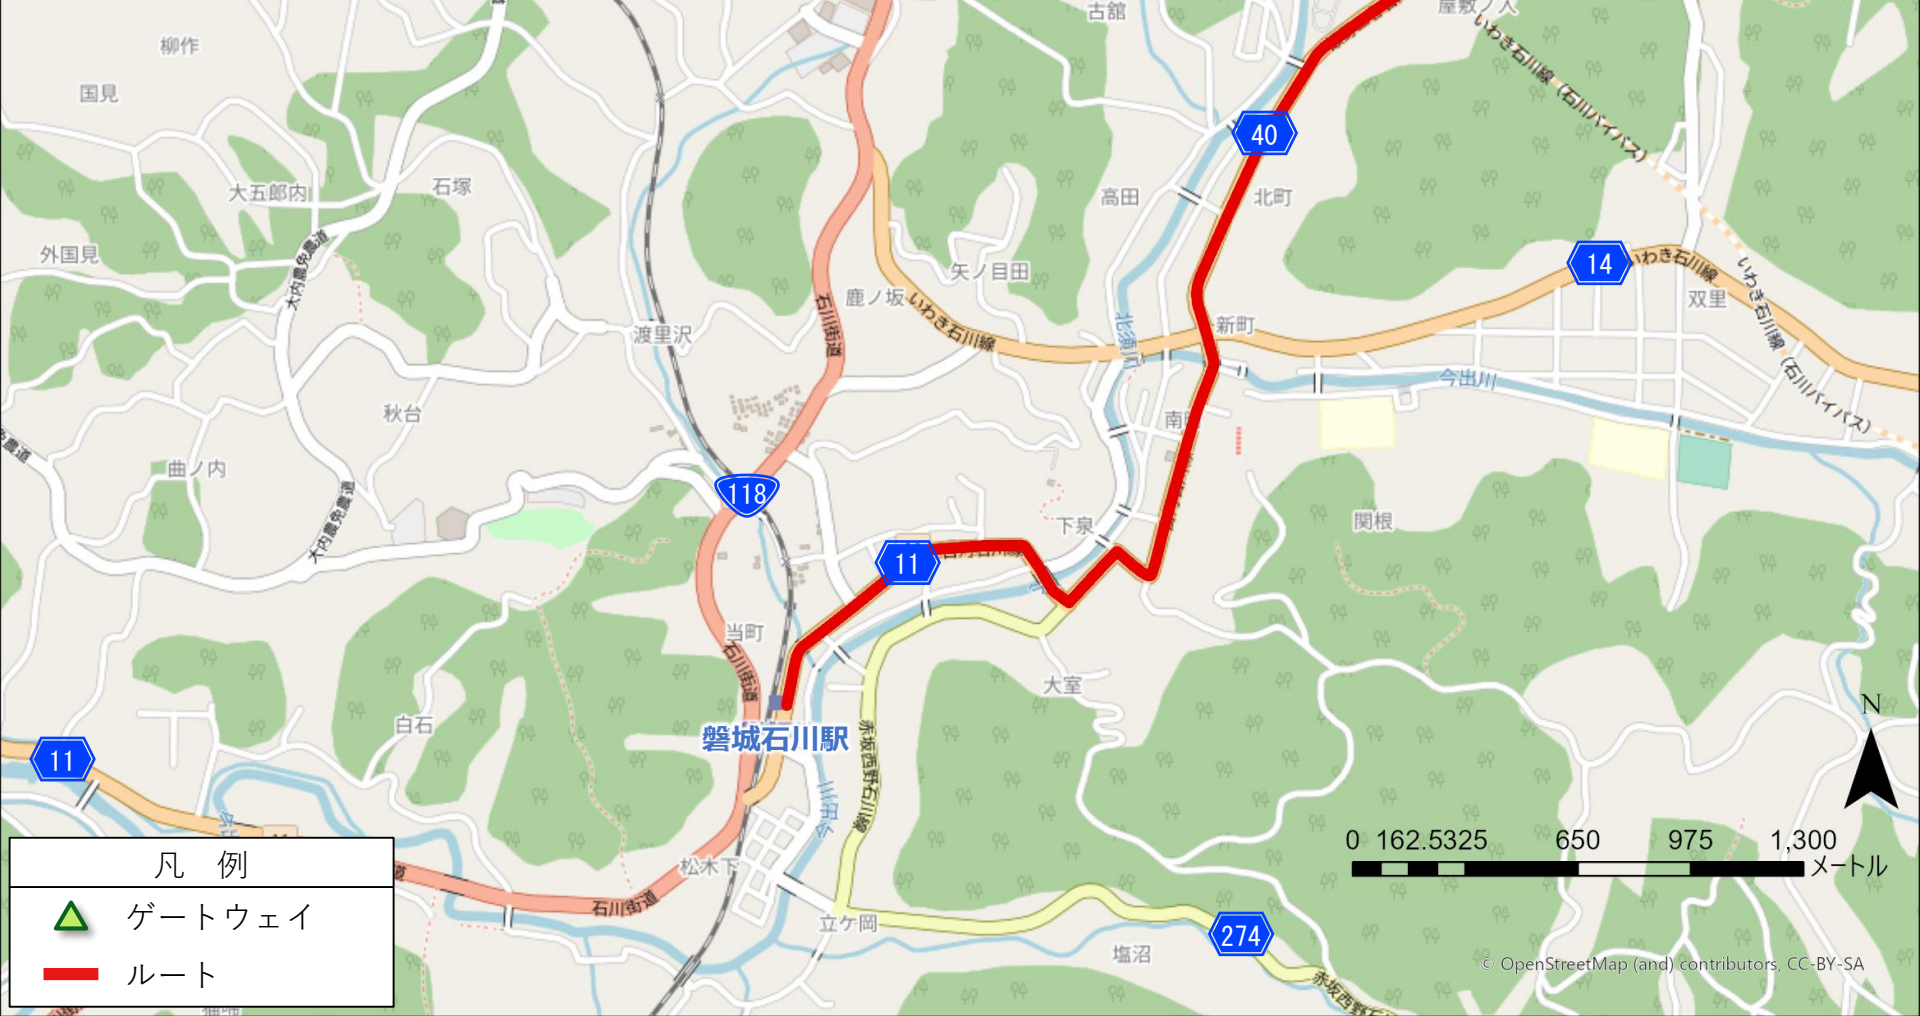 古舘
屋敷ノ入
柳作
国見
いわき石川線 (石川バイパス)
40
大五郎内
石塚
高田
北町
外国見
大内農免農道
矢ノ目田
14
いわき石川線
双里
鹿ノ坂
いわき石川線
新町
いわき石川線 (石川バイパス)
石川街道
渡里沢
北須川
今出川
秋台
南町
曲ノ内
118
大内農免農道
農道
関根
下泉
11
当町
石川街道
大室
白石
磐城石川駅
11
赤坂西野石川線
今出川
N
0 162.5325 650 975 1,300
メートル
凡 例
ゲートウェイ
ルート
松木下
石川街道
立ケ岡
274
塩沼
赤坂西野石
© OpenStreetMap (and) contributors, CC-BY-SA